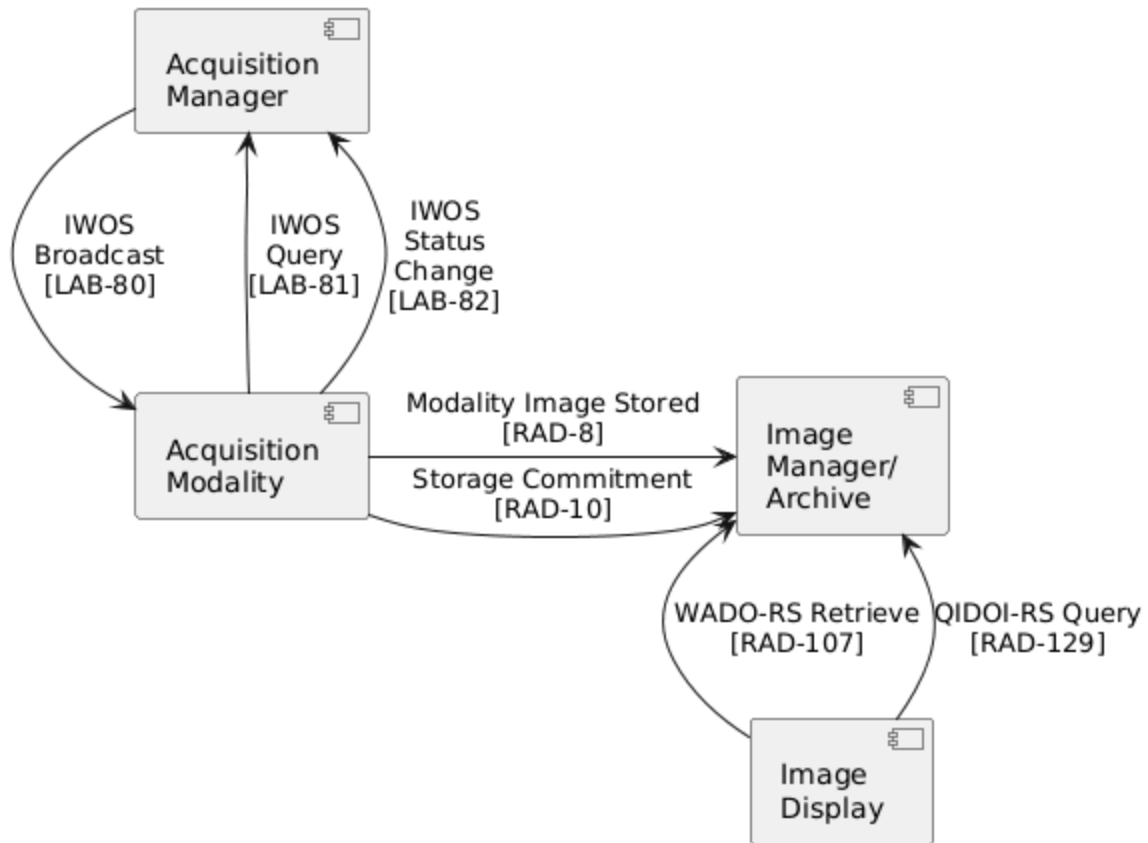 Acquisition
Manager
IWOS
Broadcast
[LAB-80]
IWOS
Query
[LAB-81]
IWOS
Status
Change
[LAB-82]
Acquisition
Modality
Modality Image Stored
[RAD-8]
Storage Commitment
[RAD-10]
Image
Manager/
Archive
WADO-RS Retrieve
[RAD-107]
QIDOI-RS Query
[RAD-129]
Image
Display